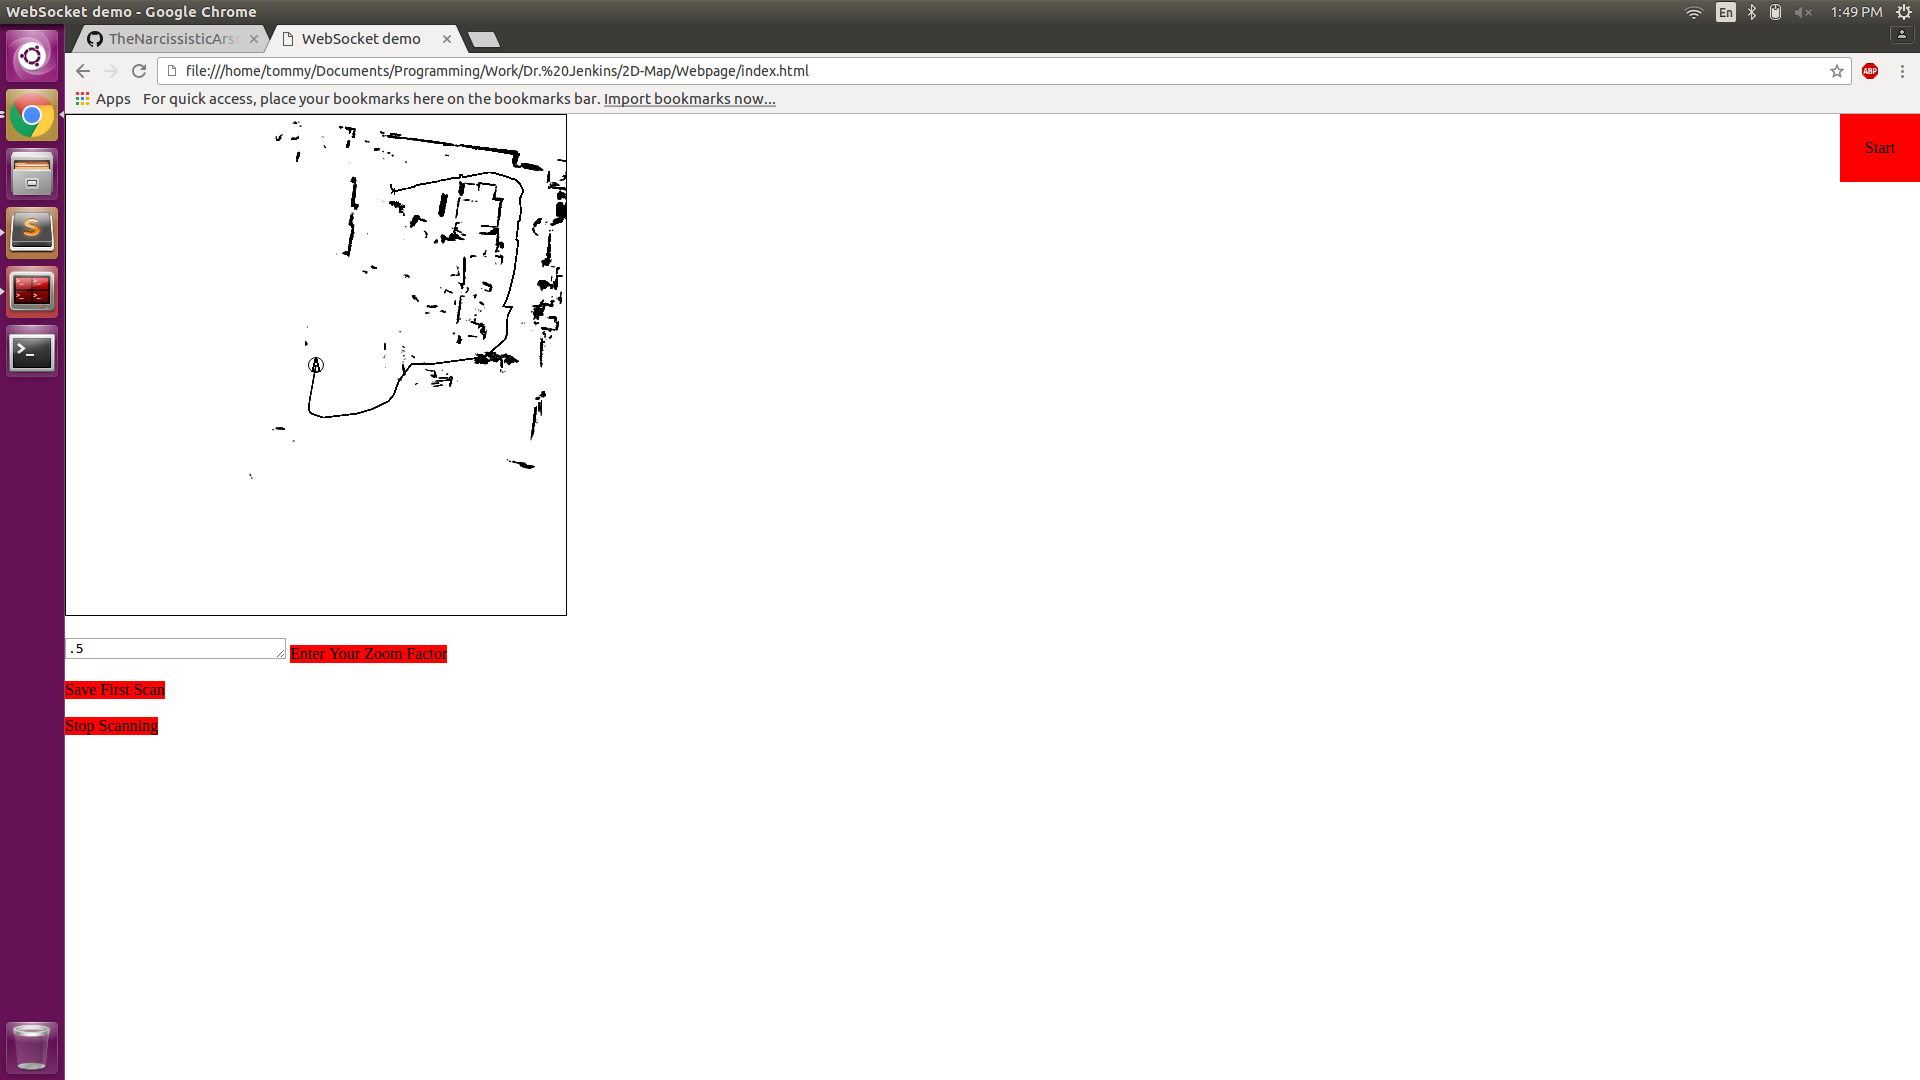 WebSocket demo - Google Chrome
En
1:49 PM
TheNarcissisticArs
WebSocket demo
file:///home/tommy/Documents/Programming/Work/Dr.%20Jenkins/2D-Map/Webpage/index.html
ABP
Apps
For quick access, place your bookmarks here on the bookmarks bar. Import bookmarks now...
Start
.5
Enter Your Zoom Factor
Save First Scan
Stop Scanning